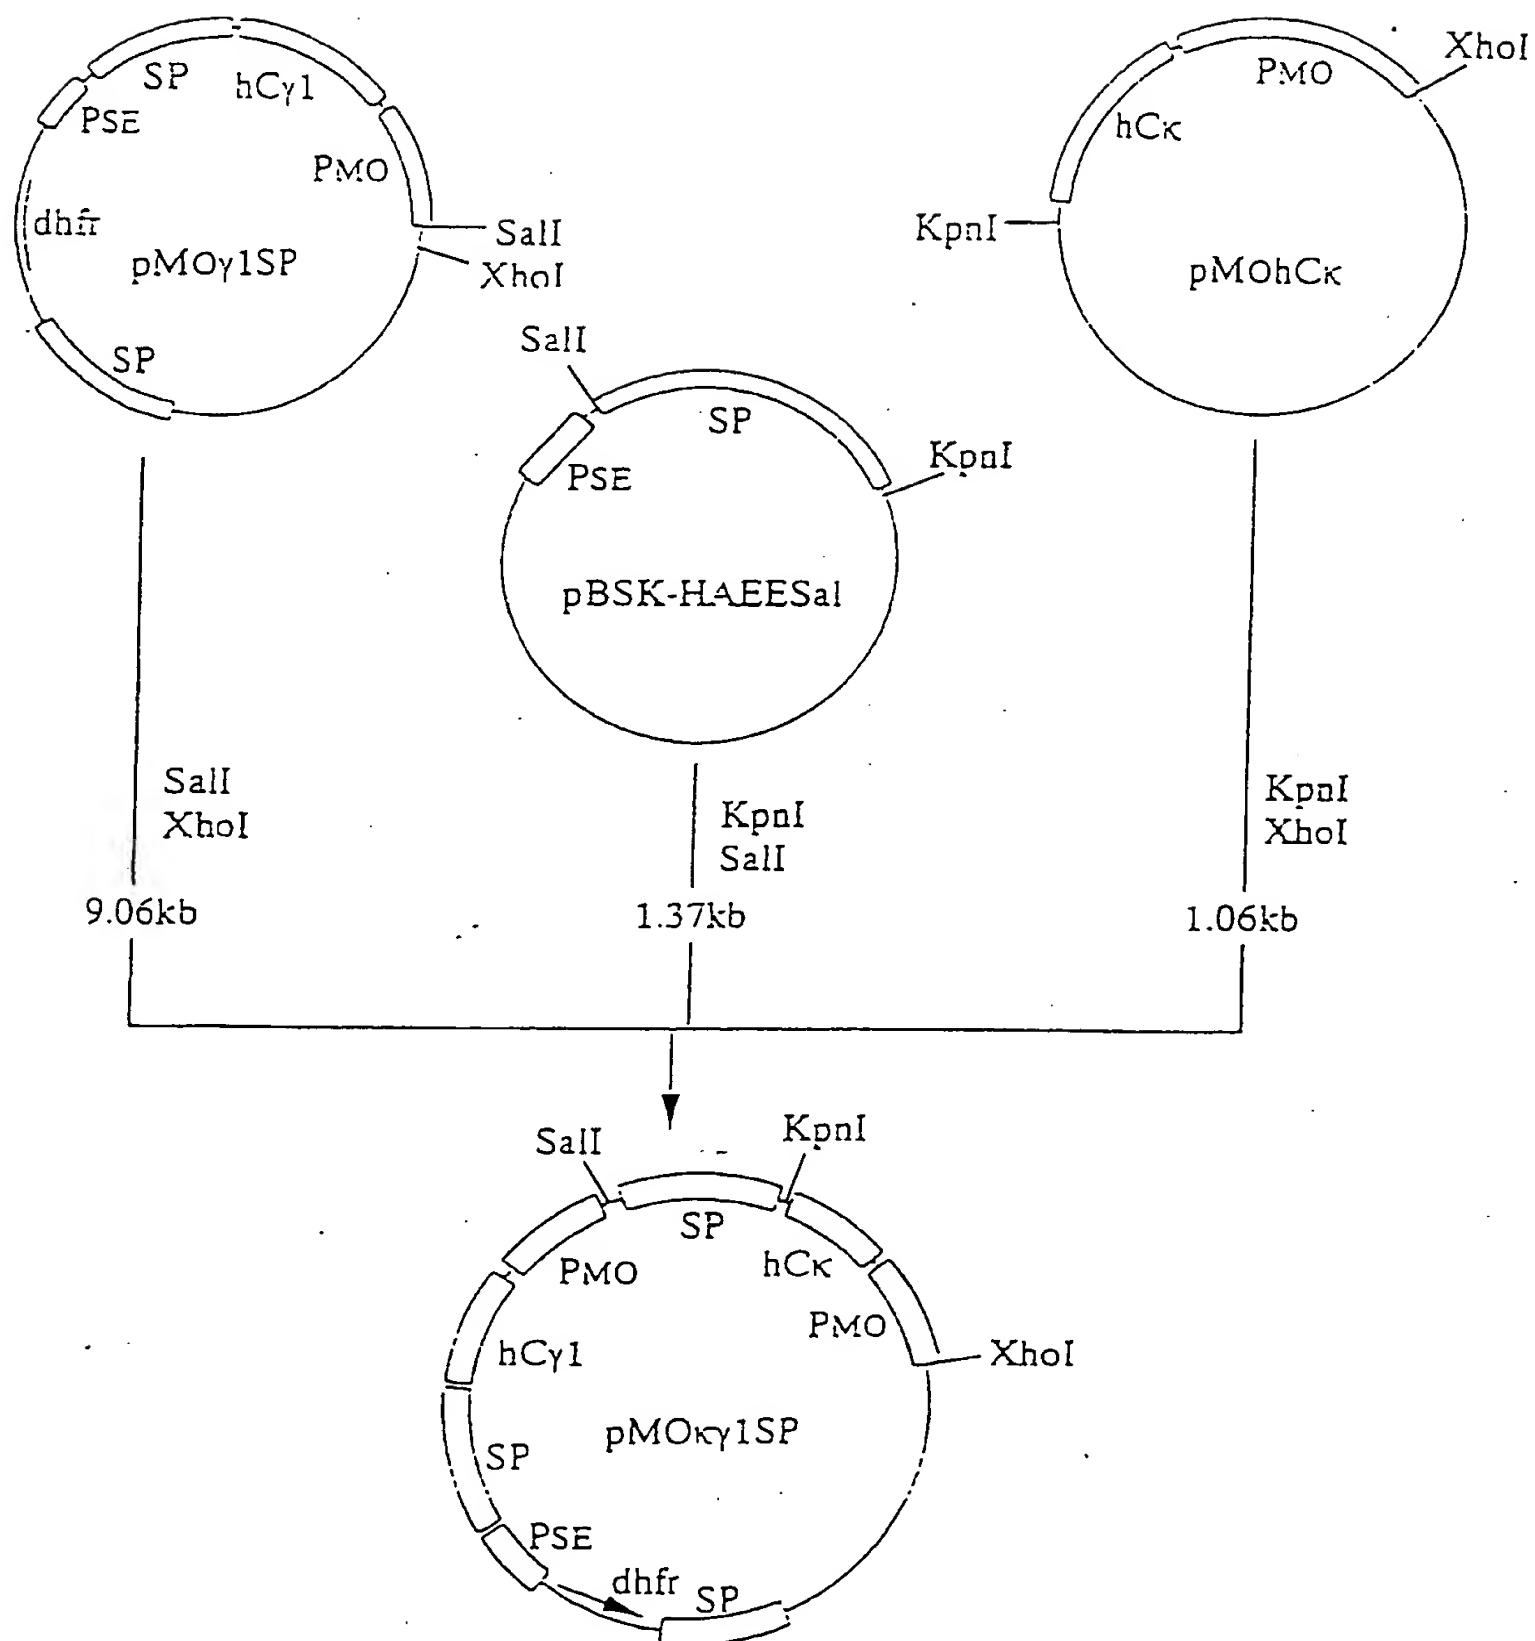 SP
hCγ1
PSE
PMO
dhfr
SalI
XhoI
pMOγ1SP
SP
XhoI
PMO
hCκ
KpnI
pMOhCκ
SalI
SP
KpnI
PSE
pBSK-HAEESal
SalI
XhoI
KpnI
SalI
KpnI
XhoI
9.06kb
1.37kb
1.06kb
SalI
KpnI
SP
PMO
hCκ
PMO
XhoI
hCγ1
pMOκγ1SP
SP
PSE
dhfr
SP